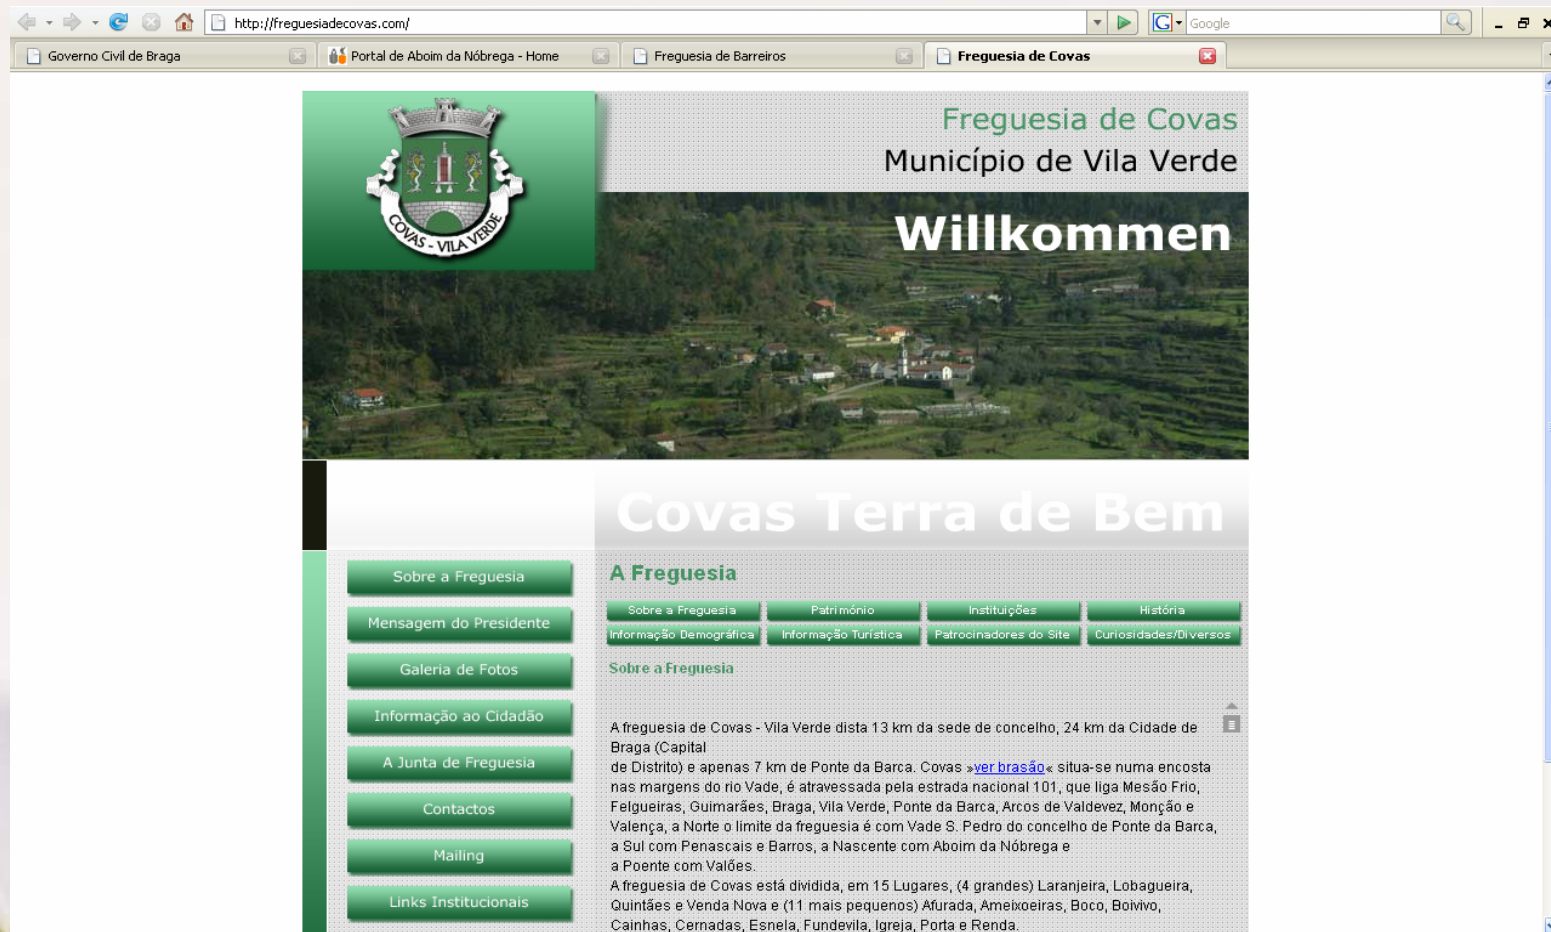 http://freguesiadecovas.com/
Google
Governo Civil de Braga
Portal de Aboim da Nóbrega - Home
Freguesia de Barreiros
Freguesia de Covas
COVAS - VILA VERDE
Freguesia de Covas
Município de Vila Verde
Willkommen
Covas Terra de Bem
Sobre a Freguesia
Mensagem do Presidente
Galeria de Fotos
Informação ao Cidadão
A Junta de Freguesia
Contactos
Mailing
Links Institucionais
A Freguesia
Sobre a Freguesia Património Instituições História
Informação Demográfica Informação Turística Patrocinadores do Site Curiosidades/Diversos
Sobre a Freguesia
A freguesia de Covas - Vila Verde dista 13 km da sede de concelho, 24 km da Cidade de
Braga (Capital
de Distrito) e apenas 7 km de Ponte da Barca. Covas »ver brasão« situa-se numa encosta
nas margens do rio Vade, é atravessada pela estrada nacional 101, que liga Mesão Frio,
Felgueiras, Guimarães, Braga, Vila Verde, Ponte da Barca, Arcos de Valdevez, Monção e
Valença, a Norte o limite da freguesia é com Vade S. Pedro do concelho de Ponte da Barca,
a Sul com Penascais e Barros, a Nascente com Aboim da Nóbrega e
a Poente com Valões.
A freguesia de Covas está dividida, em 15 Lugares, (4 grandes) Laranjeira, Lobagueira,
Quintães e Venda Nova e (11 mais pequenos) Afurada, Ameixoeiras, Boco, Boivivo,
Cainhas, Cernadas, Esnela, Fundevila, Igreja, Porta e Renda.